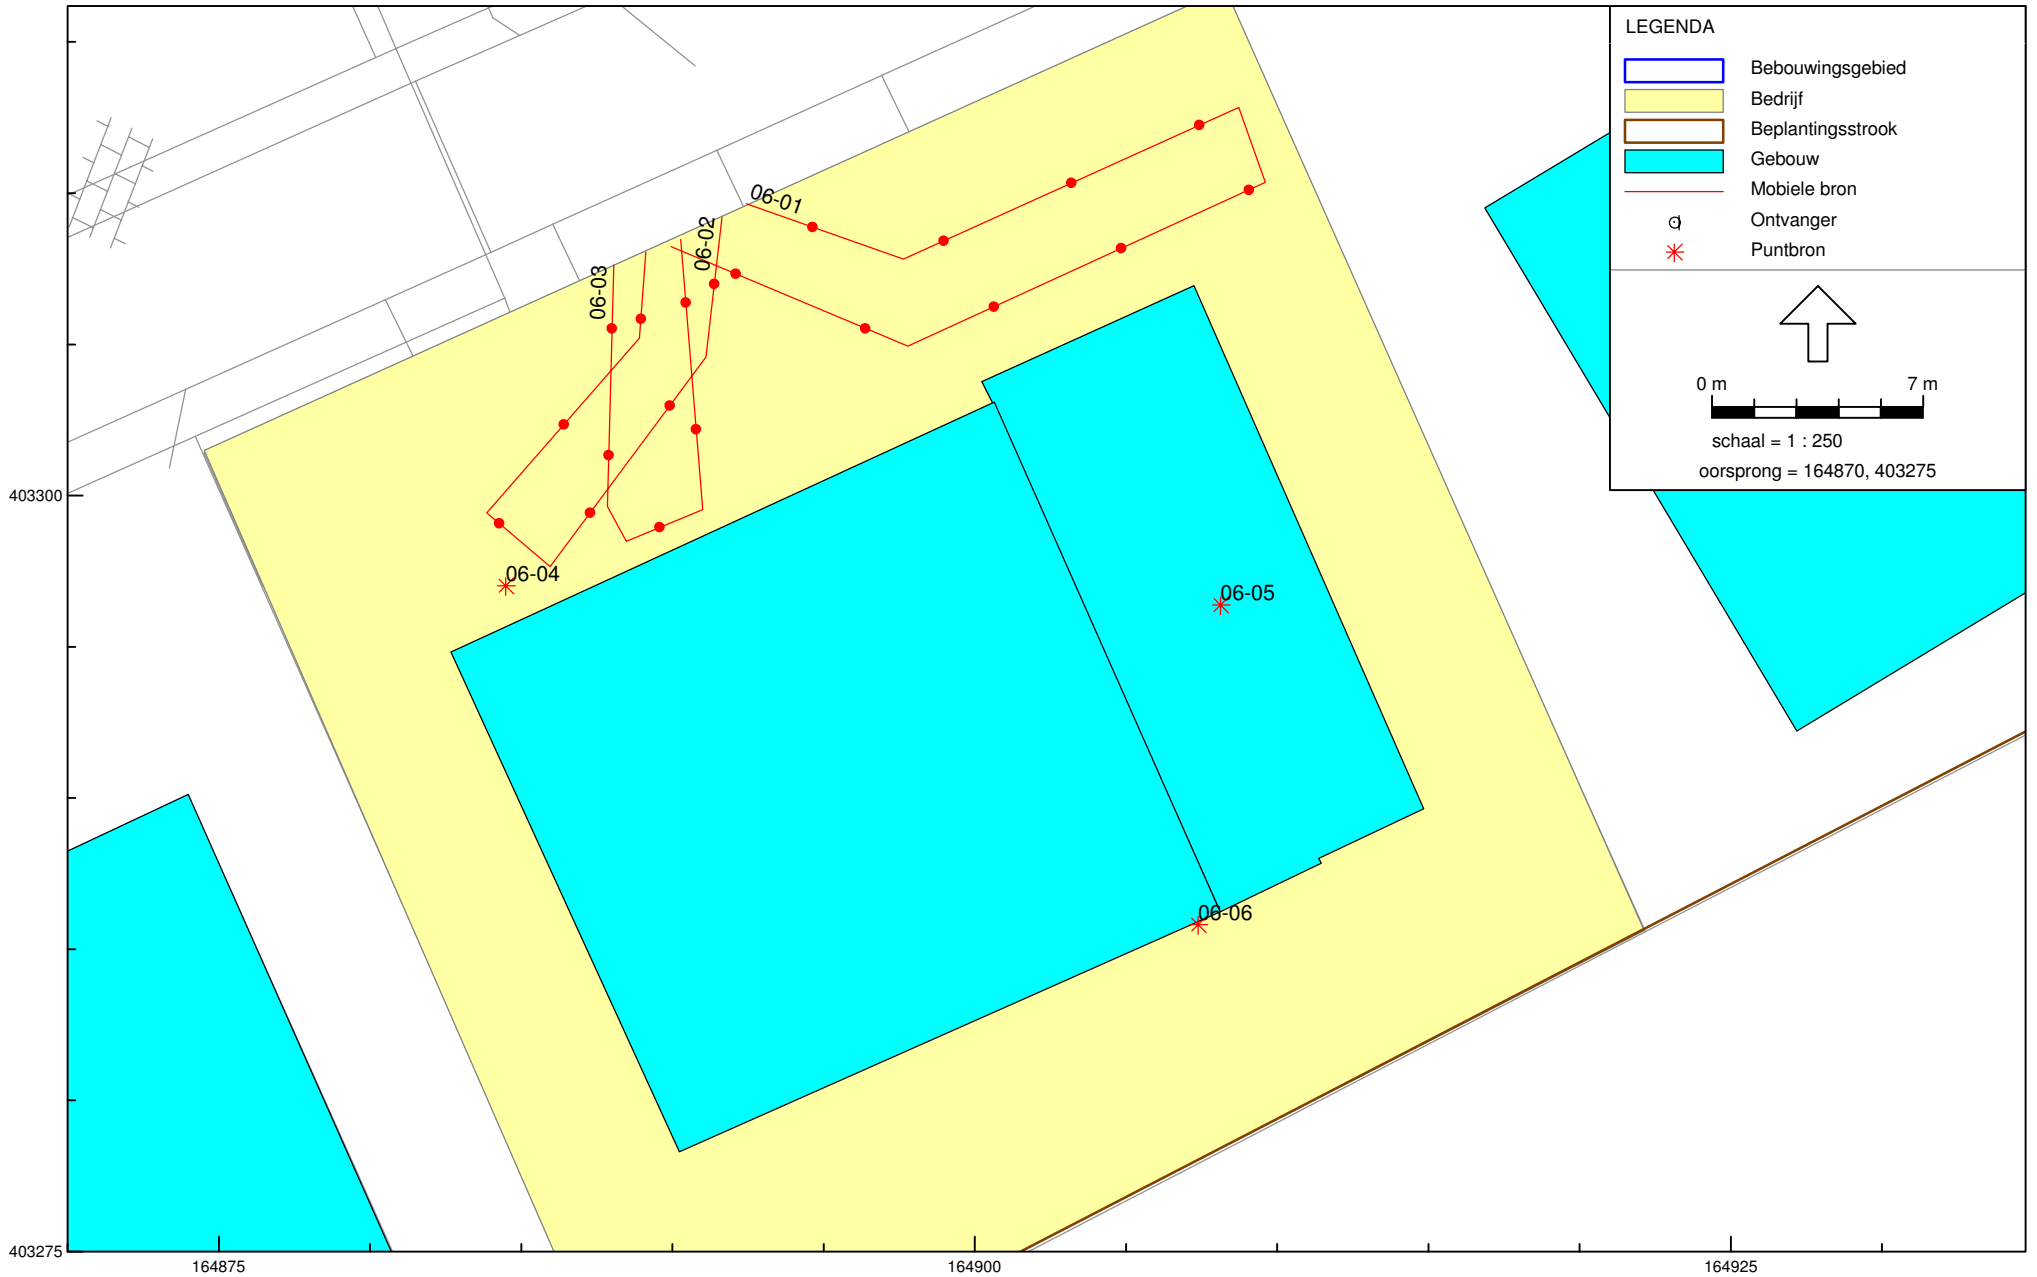 LEGENDA
Bebouwingsgebied
Bedrijf
Beplantingsstrook
Gebouw
Mobiele bron
Ontvanger
Puntbron
0 m 7 m
schaal = 1 : 250
oorsprong = 164870, 403275
06-01
06-02
06-03
06-04
06-05
06-06
403300
403275
164875 164900 164925